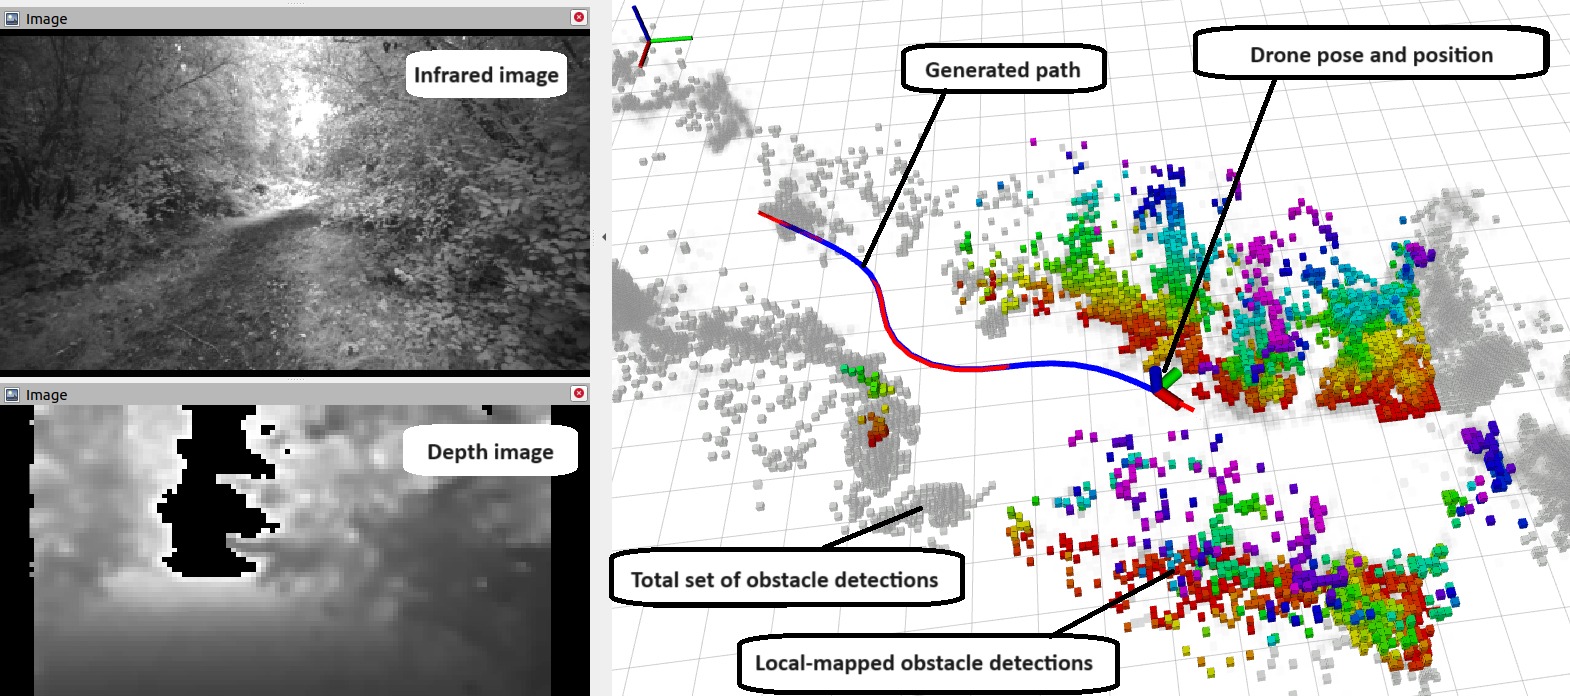 Image
Infrared image
Image
Depth image
Generated path
Drone pose and position
Total set of obstacle detections
Local-mapped obstacle detections